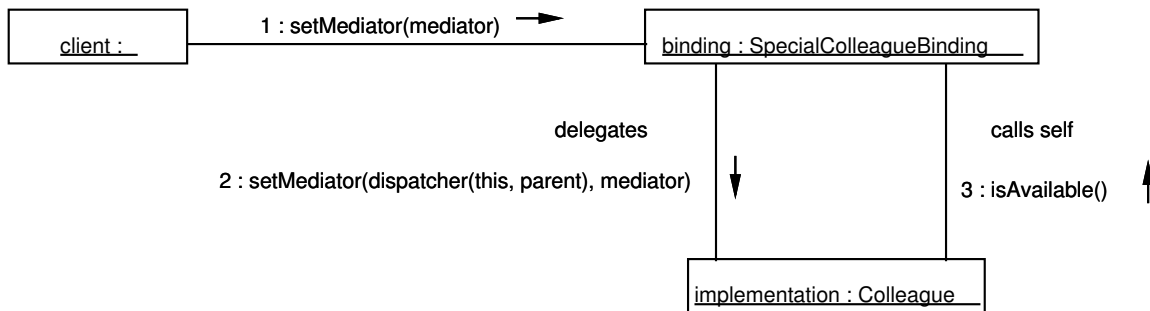 1 : setMediator(mediator)
client :
binding : SpecialColleagueBinding
delegates
calls self
2 : setMediator(dispatcher(this, parent), mediator)
3 : isAvailable()
implementation : Colleague